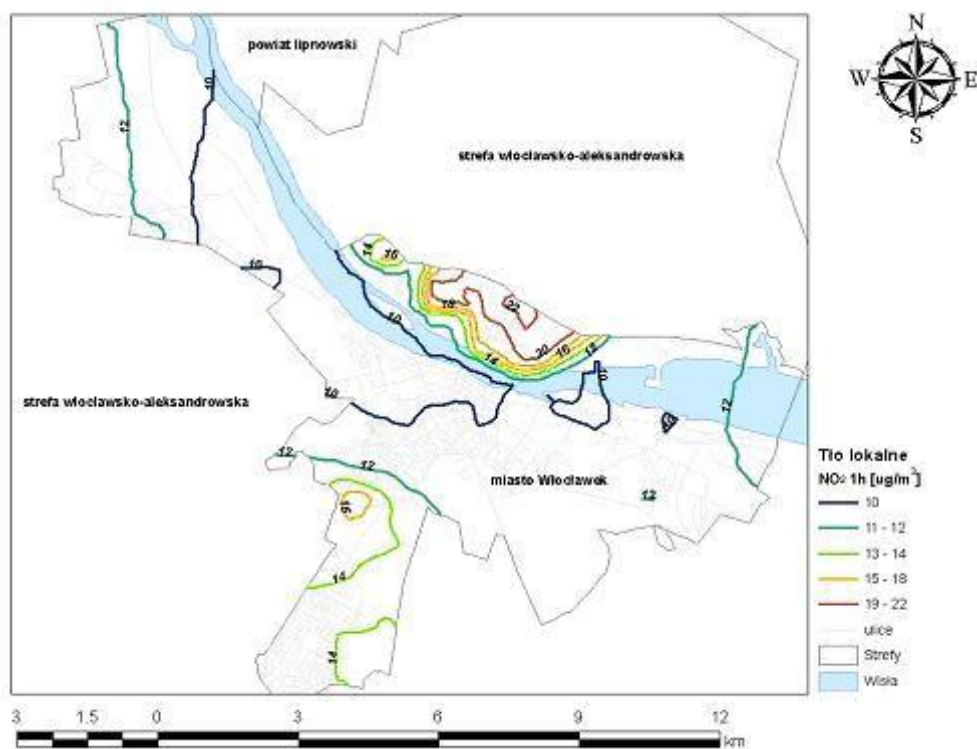 N
W E
S
powiat lipnowski
strefa włocławsko-aleksandrowska
12
10
14
16
10
18
22
10
14
20
16
12
10
12
10
strefa włocławsko-aleksandrowska
12
12
miasto Włocławek
12
16
14
14
Tło lokalne
NO₂ 1h [ug/m³]
10
11 - 12
13 - 14
15 - 18
19 - 22
ulice
Strefy
Wisła
3 1.5 0 3 6 9 12
km